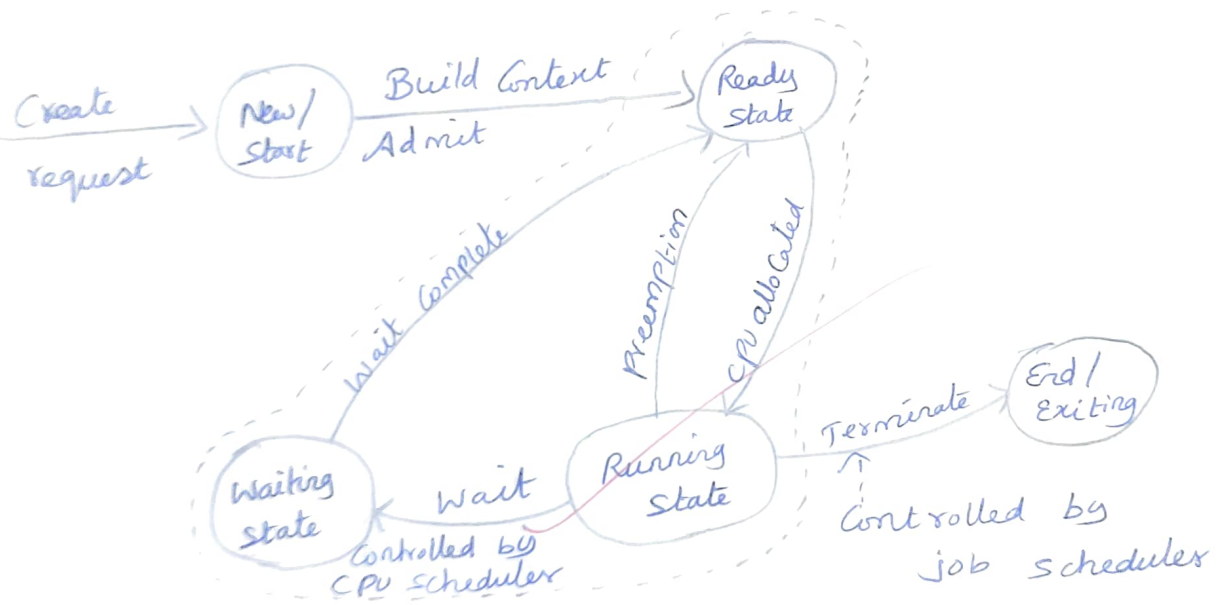 Create
request
New/
Start
Build Context
Admit
Ready
State
Wait Complete
Preemption
CPU allocated
Waiting
State
Wait
Controlled by
CPU scheduler
Running
State
Terminate
End/
Exiting
Controlled by
job scheduler